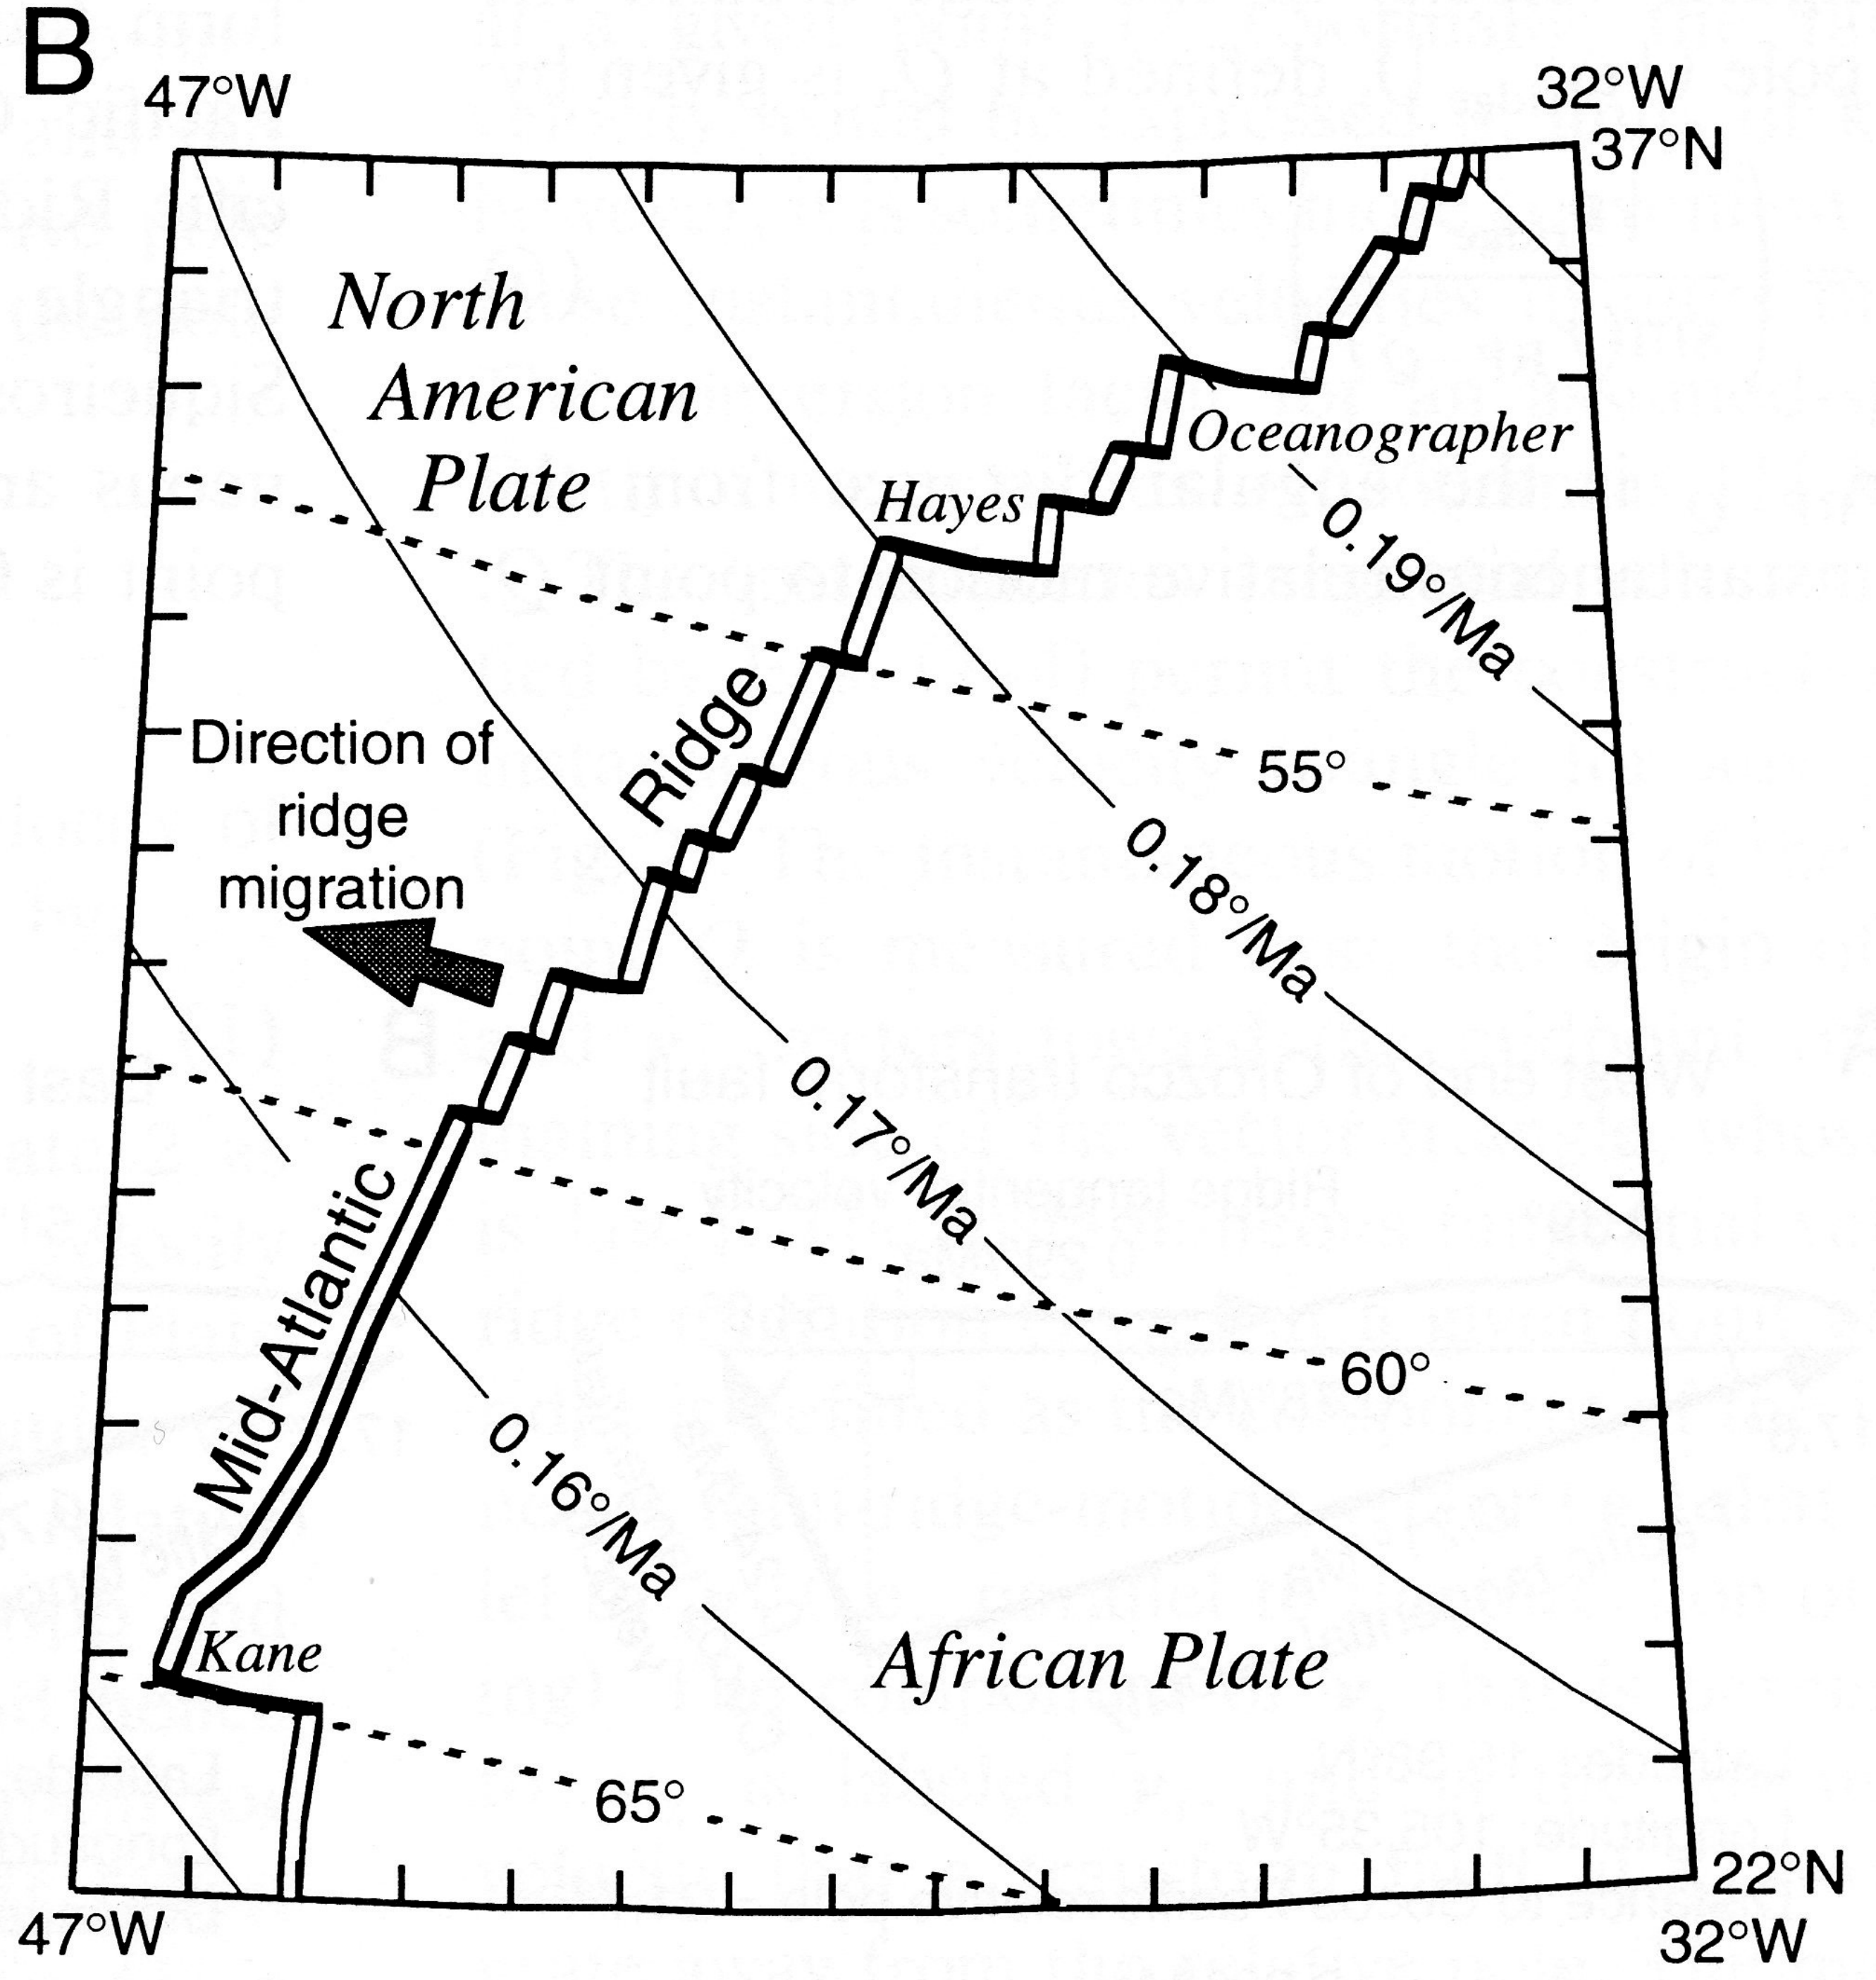 B
47°W
32°W
37°N
North
American
Plate
Oceanographer
Hayes
0.19°/Ma
Ridge
Direction of
ridge
migration
55°
0.18°/Ma
0.17°/Ma
Mid-Atlantic
60°
0.16°/Ma
Kane
African Plate
65°
22°N
47°W
32°W